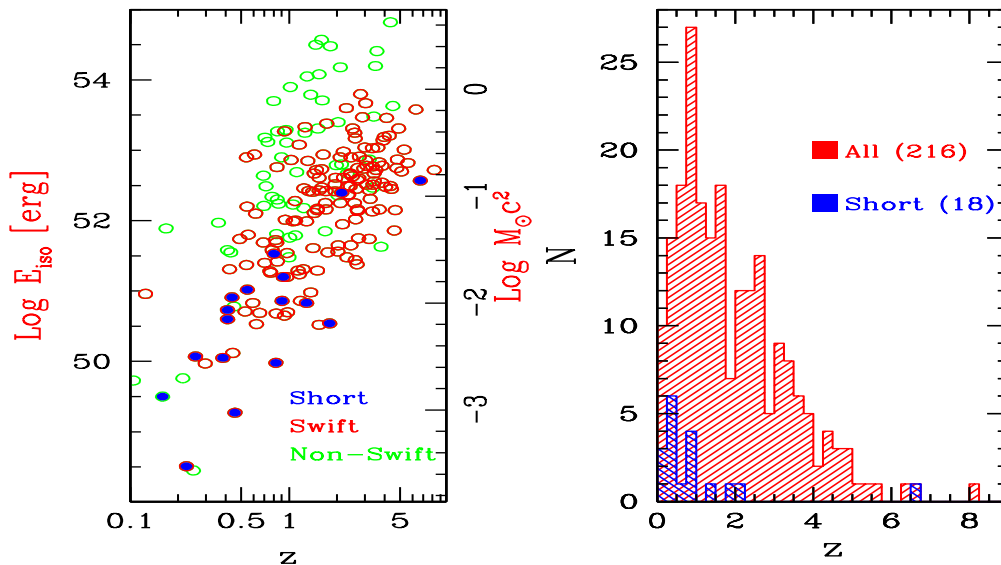 Log E_iso [erg]
54
52
50
0.1
0.5
1
5
z
Short
Swift
Non-Swift
0
-1
-2
-3
Log M_⊙c^2
N
25
20
15
10
5
0
All (216)
Short (18)
0
2
4
6
8
z